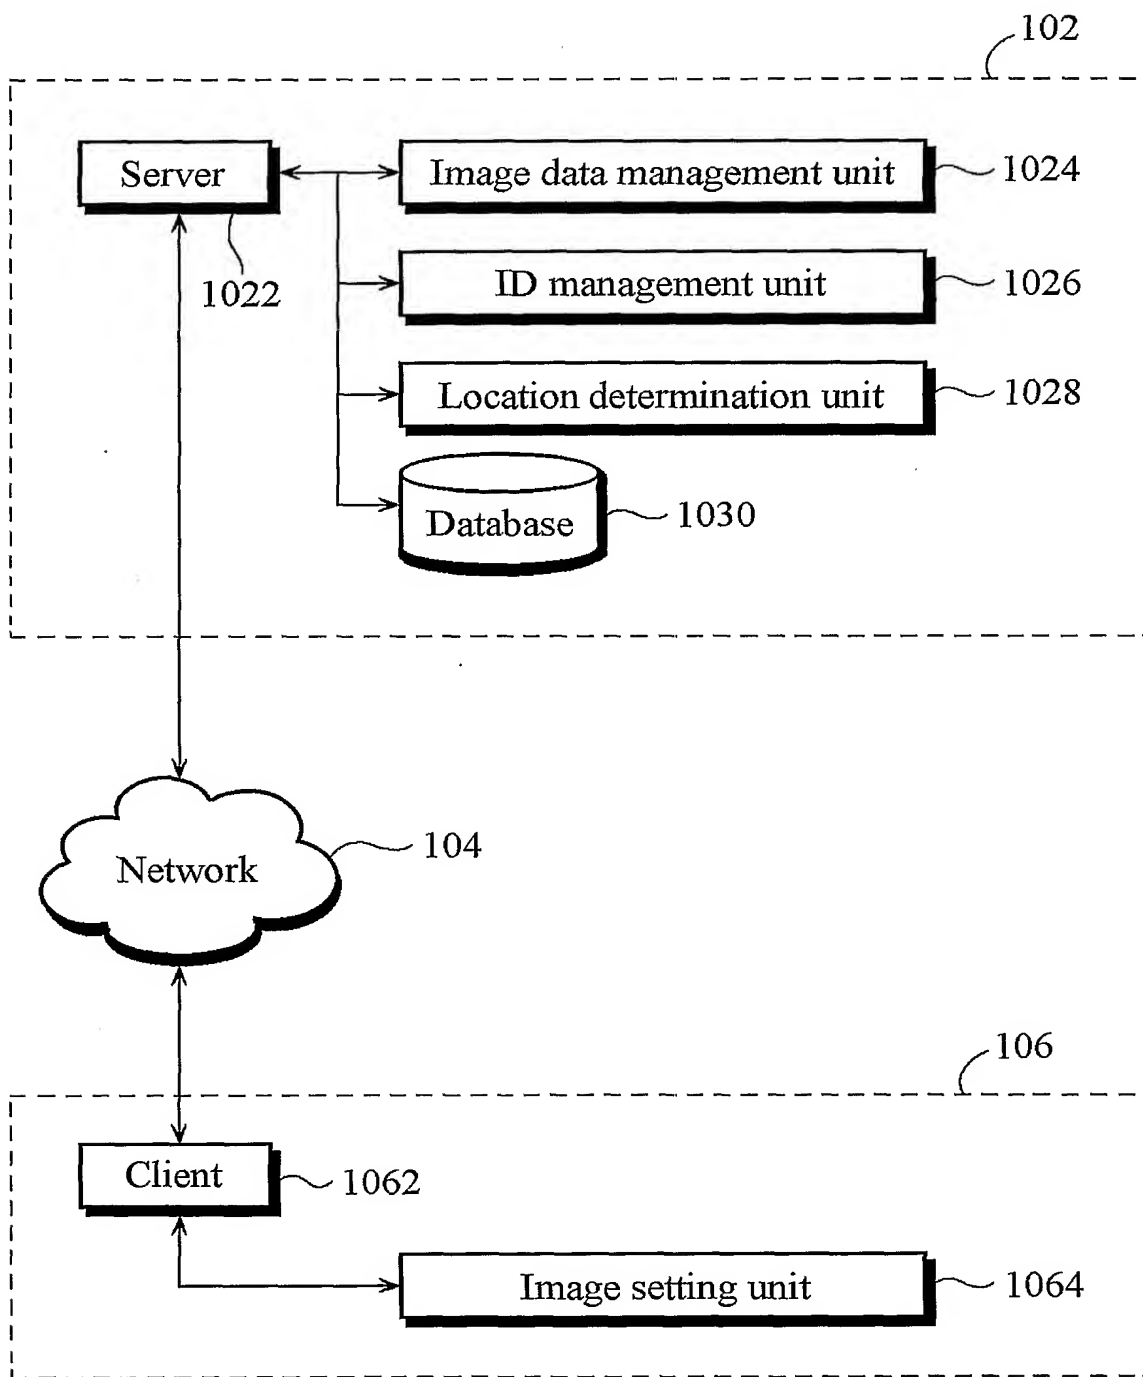 102
Server
Image data management unit
1024
1022
ID management unit
1026
Location determination unit
1028
Database
1030
Network
104
106
Client
1062
Image setting unit
1064